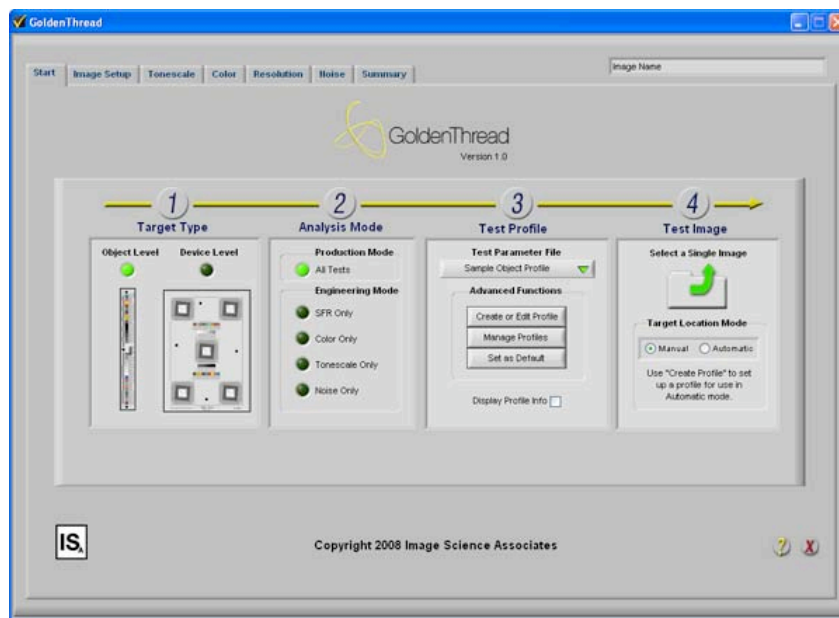 GoldenThread
Start Image Setup Tonescale Color Resolution Noise Summary
Image Name
GoldenThread
Version 1.0
1 2 3 4
Target Type Analysis Mode Test Profile Test Image
Object Level Device Level
Production Mode
All Tests
Engineering Mode
SFR Only
Color Only
Tonescale Only
Noise Only
Test Parameter File
Sample Object Profile
Advanced Functions
Create or Edit Profile
Manage Profiles
Set as Default
Display Profile Info
Select a Single Image
Target Location Mode
Manual Automatic
Use "Create Profile" to set
up a profile for use in
Automatic mode.
IS
Copyright 2008 Image Science Associates